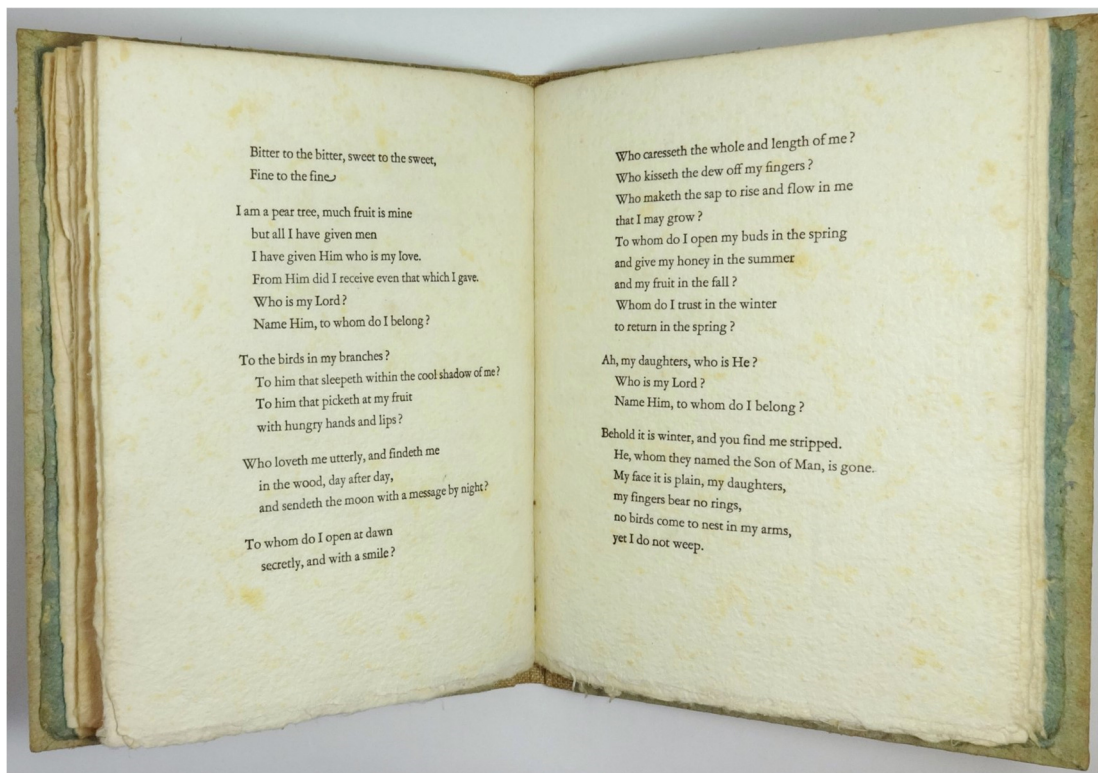 Bitter to the bitter, sweet to the sweet,
Fine to the fine
I am a pear tree, much fruit is mine
but all I have given men
I have given Him who is my love.
From Him did I receive even that which I gave.
Who is my Lord?
Name Him, to whom do I belong?
To the birds in my branches?
To him that sleepeth within the cool shadow of me?
To him that picketh at my fruit
with hungry hands and lips?
Who loveth me utterly, and findeth me
in the wood, day after day,
and sendeth the moon with a message by night?
To whom do I open at dawn
secretly, and with a smile?
Who caresseth the whole and length of me?
Who kisseth the dew off my fingers?
Who maketh the sap to rise and flow in me
that I may grow?
To whom do I open my buds in the spring
and give my honey in the summer
and my fruit in the fall?
Whom do I trust in the winter
to return in the spring?
Ah, my daughters, who is He?
Who is my Lord?
Name Him, to whom do I belong?
Behold it is winter, and you find me stripped.
He, whom they named the Son of Man, is gone.
My face it is plain, my daughters,
my fingers bear no rings,
no birds come to nest in my arms,
yet I do not weep.